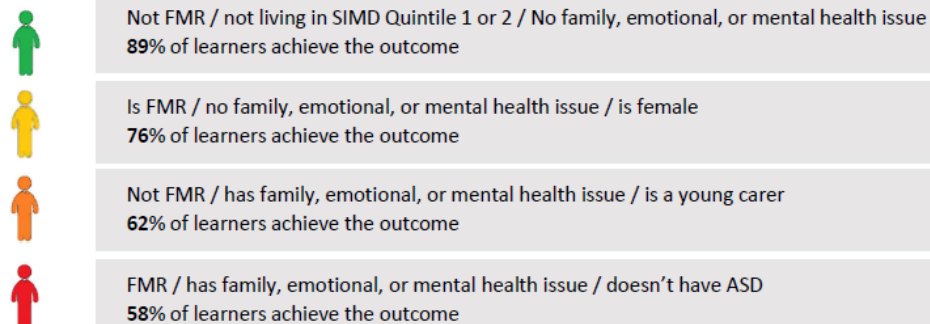 Not FMR / not living in SIMD Quintile 1 or 2 / No family, emotional, or mental health issue
89% of learners achieve the outcome
Is FMR / no family, emotional, or mental health issue / is female
76% of learners achieve the outcome
Not FMR / has family, emotional, or mental health issue / is a young carer
62% of learners achieve the outcome
FMR / has family, emotional, or mental health issue / doesn’t have ASD
58% of learners achieve the outcome